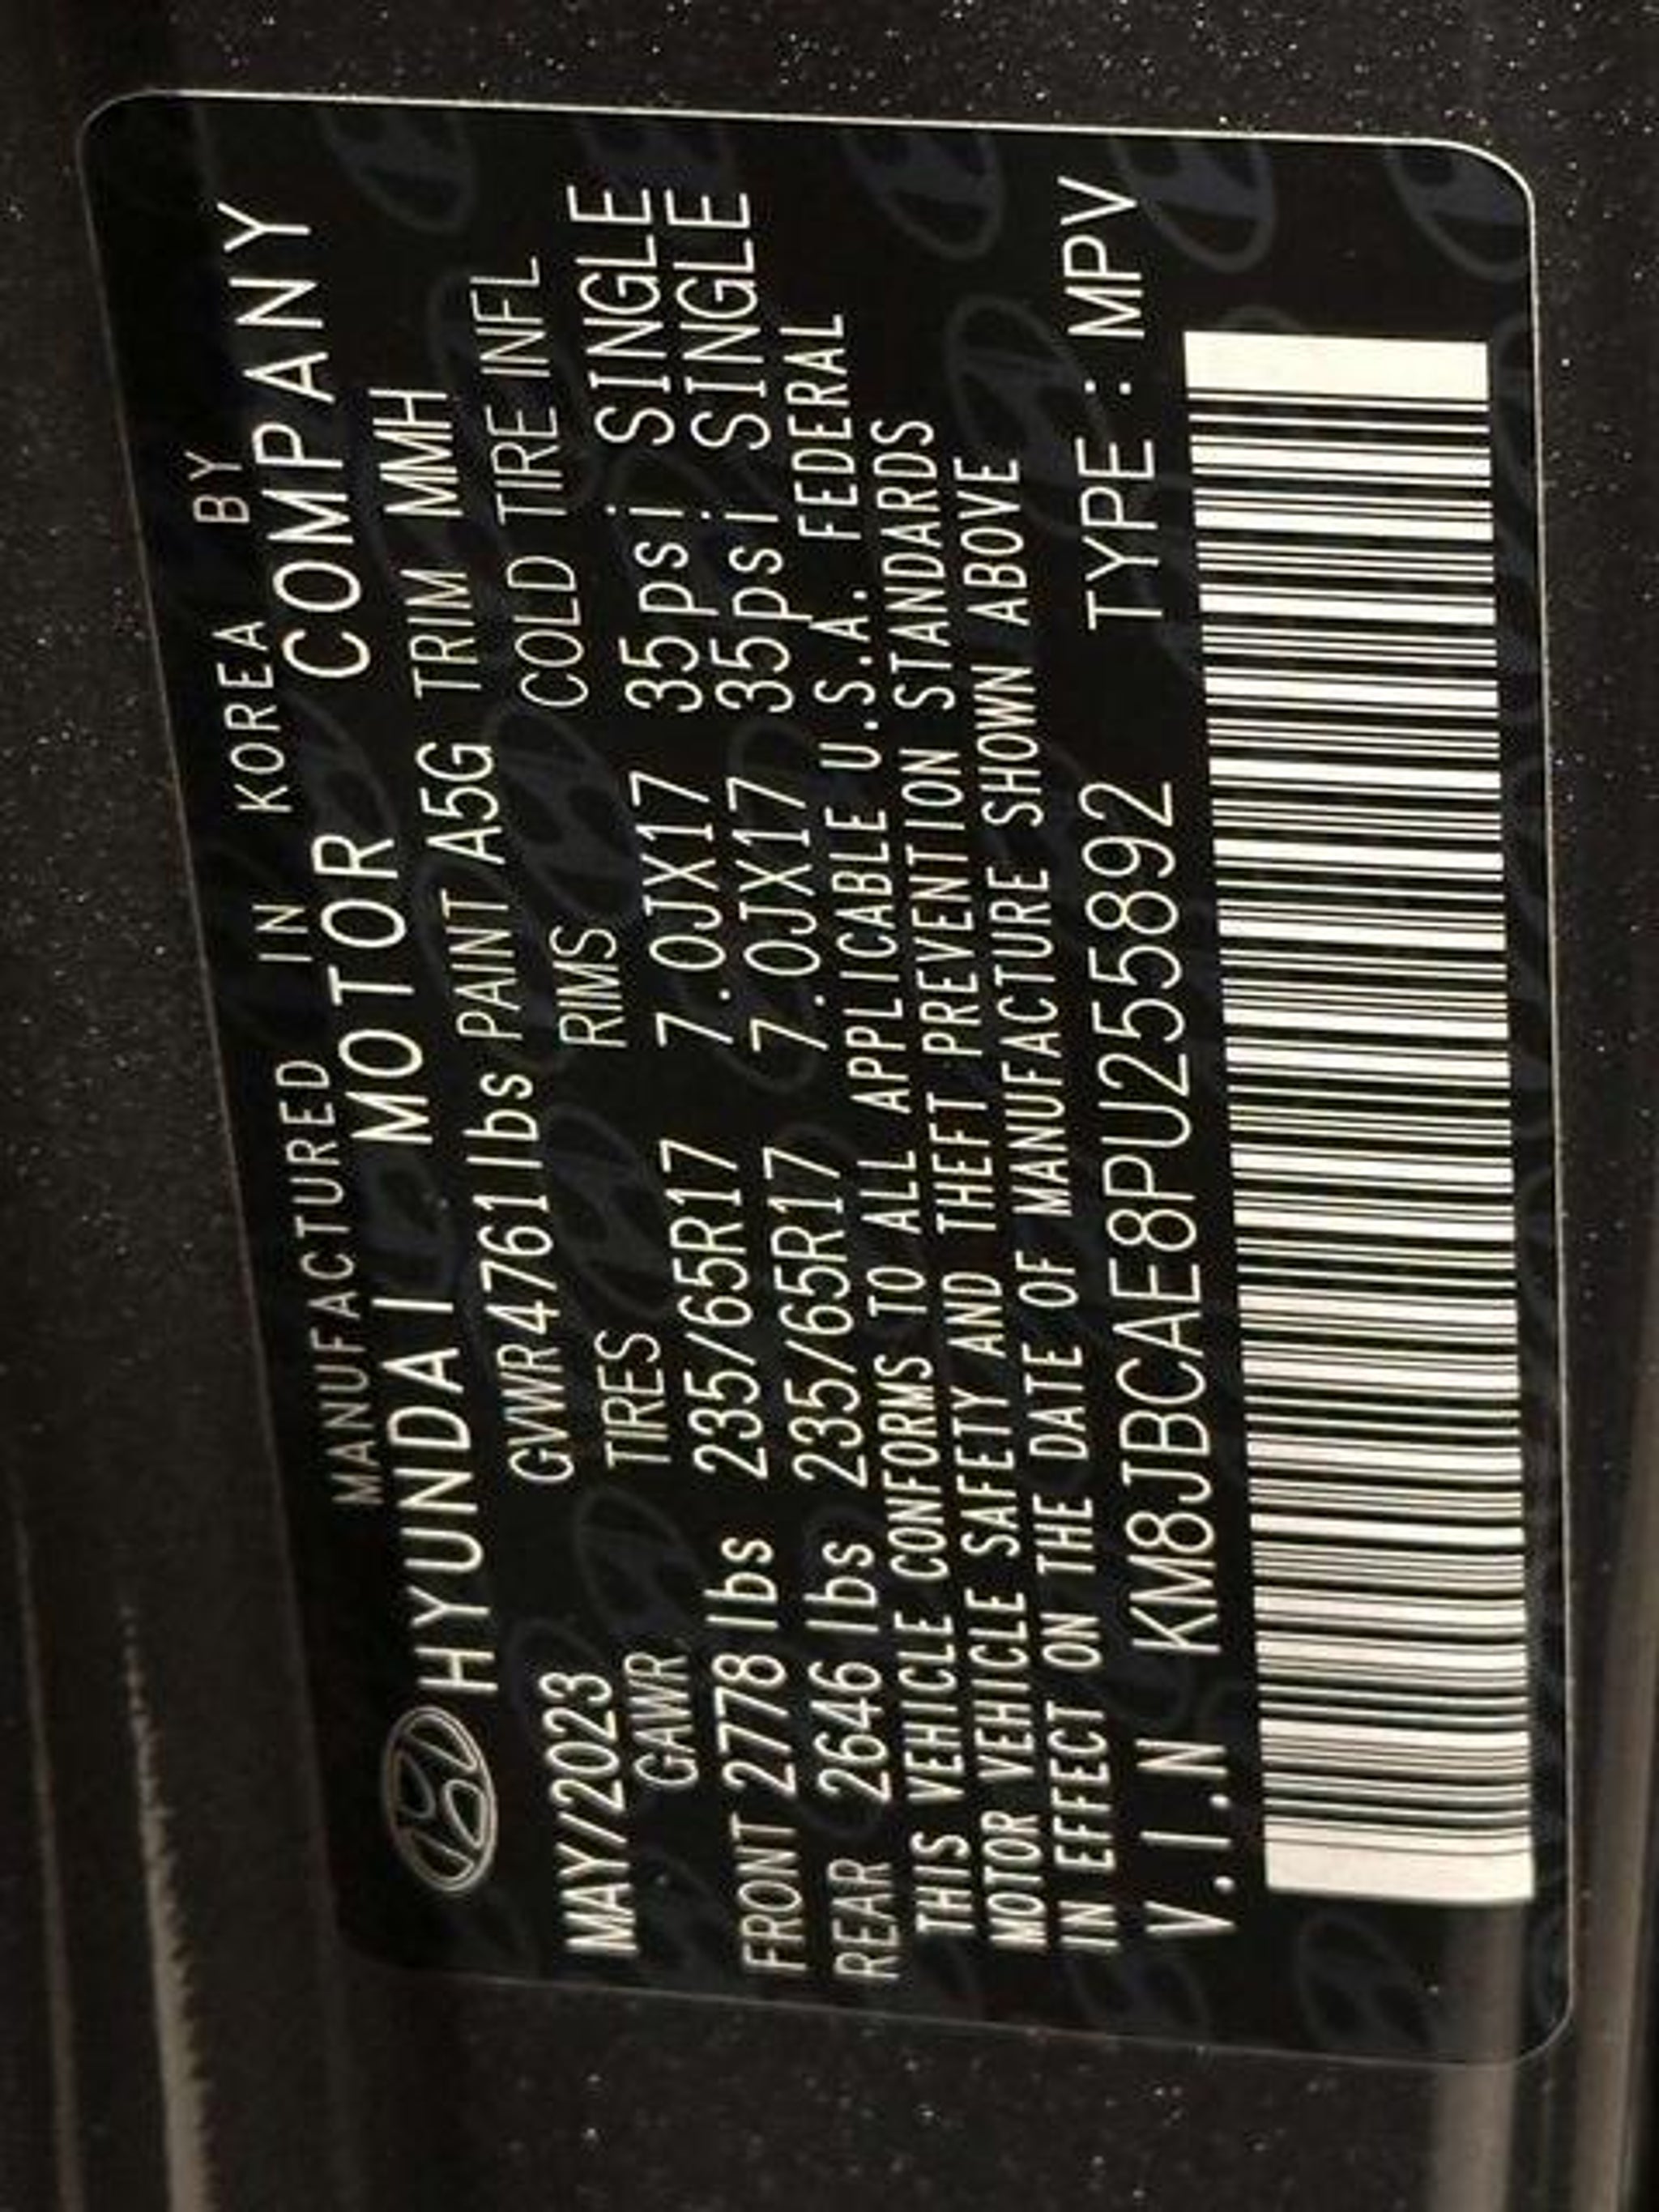 MANUFACTURED IN KOREA BY
HYUNDAI MOTOR COMPANY
MAY/2023 GVWR4761lbs PAINT A5G TRIM MMH
GAWR TIRES RIMS COLD TIRE INFL
FRONT 2778 lbs 235/65R17 7.0JX17 35psi SINGLE
REAR 2646 lbs 235/65R17 7.0JX17 35psi SINGLE
THIS VEHICLE CONFORMS TO ALL APPLICABLE U.S.A. FEDERAL
MOTOR VEHICLE SAFETY AND THEFT PREVENTION STANDARDS
IN EFFECT ON THE DATE OF MANUFACTURE SHOWN ABOVE
V.I.N KM8JBCAE8PU255892 TYPE : MPV